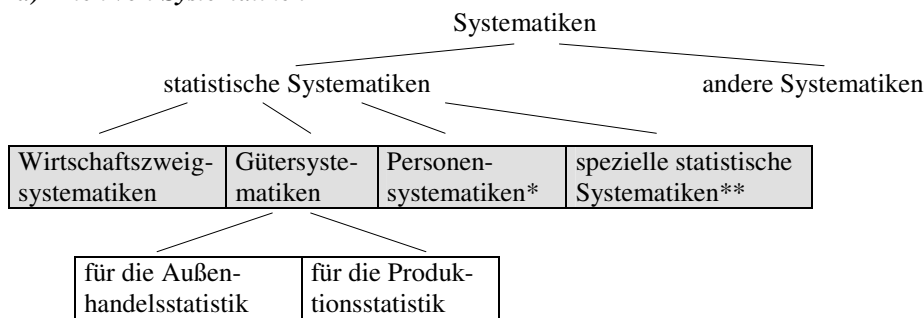 Systematiken
statistische Systematiken andere Systematiken
Wirtschaftszweig- Gütersyste- Personen- spezielle statistische
systematiken matiken systematiken* Systematiken**
für die Außen- für die Produk-
handelsstatistik tionsstatistik